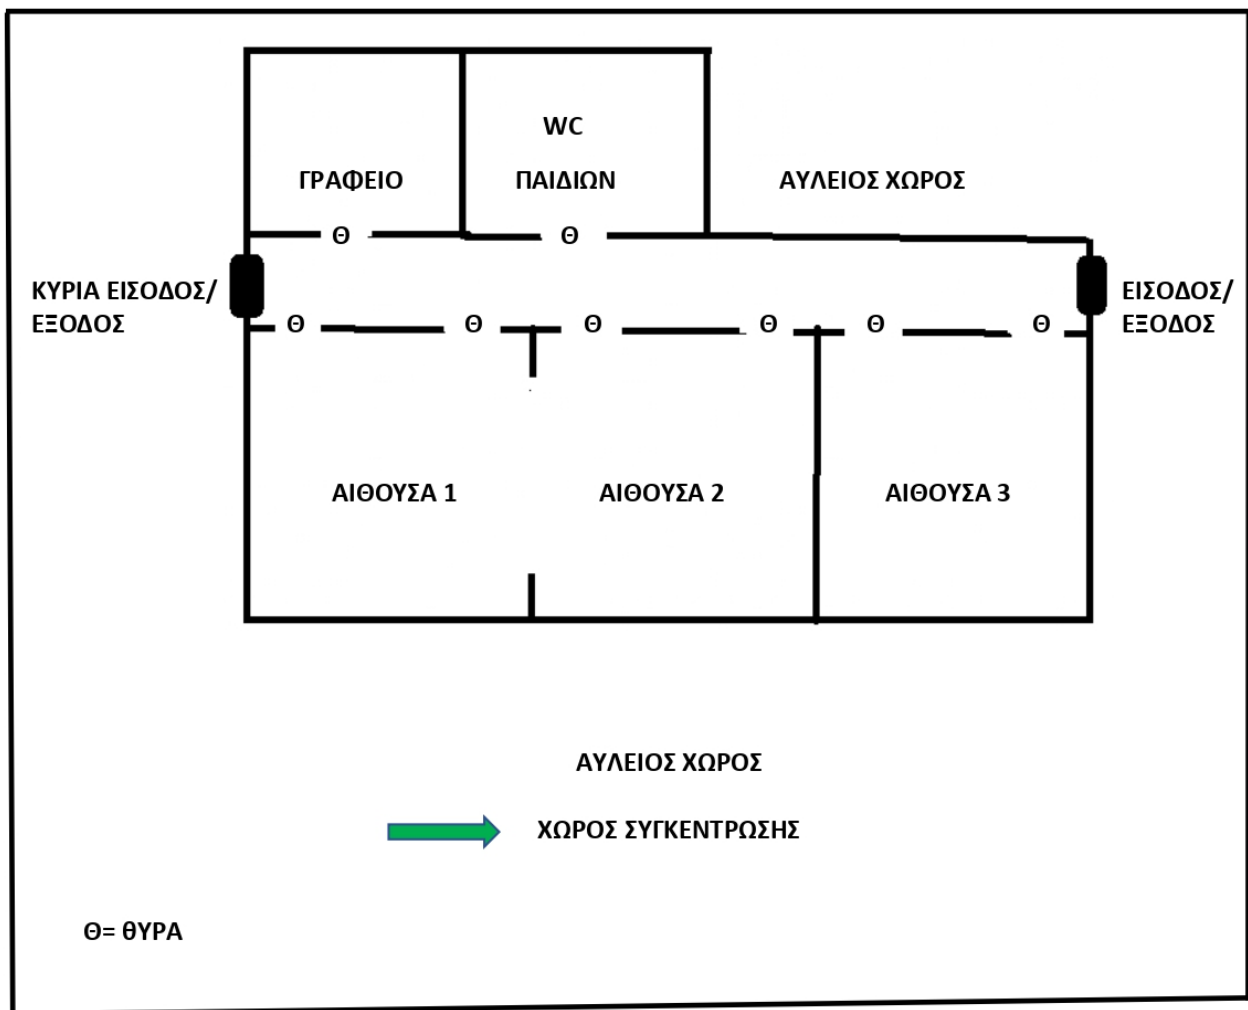 WC
ΓΡΑΦΕΙΟ
ΠΑΙΔΙΩΝ
ΑΥΛΕΙΟΣ ΧΩΡΟΣ
Θ
Θ
ΚΥΡΙΑ ΕΙΣΟΔΟΣ/
ΕΞΟΔΟΣ
ΕΙΣΟΔΟΣ/
ΕΞΟΔΟΣ
Θ
Θ
Θ
Θ
Θ
Θ
ΑΙΘΟΥΣΑ 1
ΑΙΘΟΥΣΑ 2
ΑΙΘΟΥΣΑ 3
ΑΥΛΕΙΟΣ ΧΩΡΟΣ
ΧΩΡΟΣ ΣΥΓΚΕΝΤΡΩΣΗΣ
Θ= θΥΡΑ